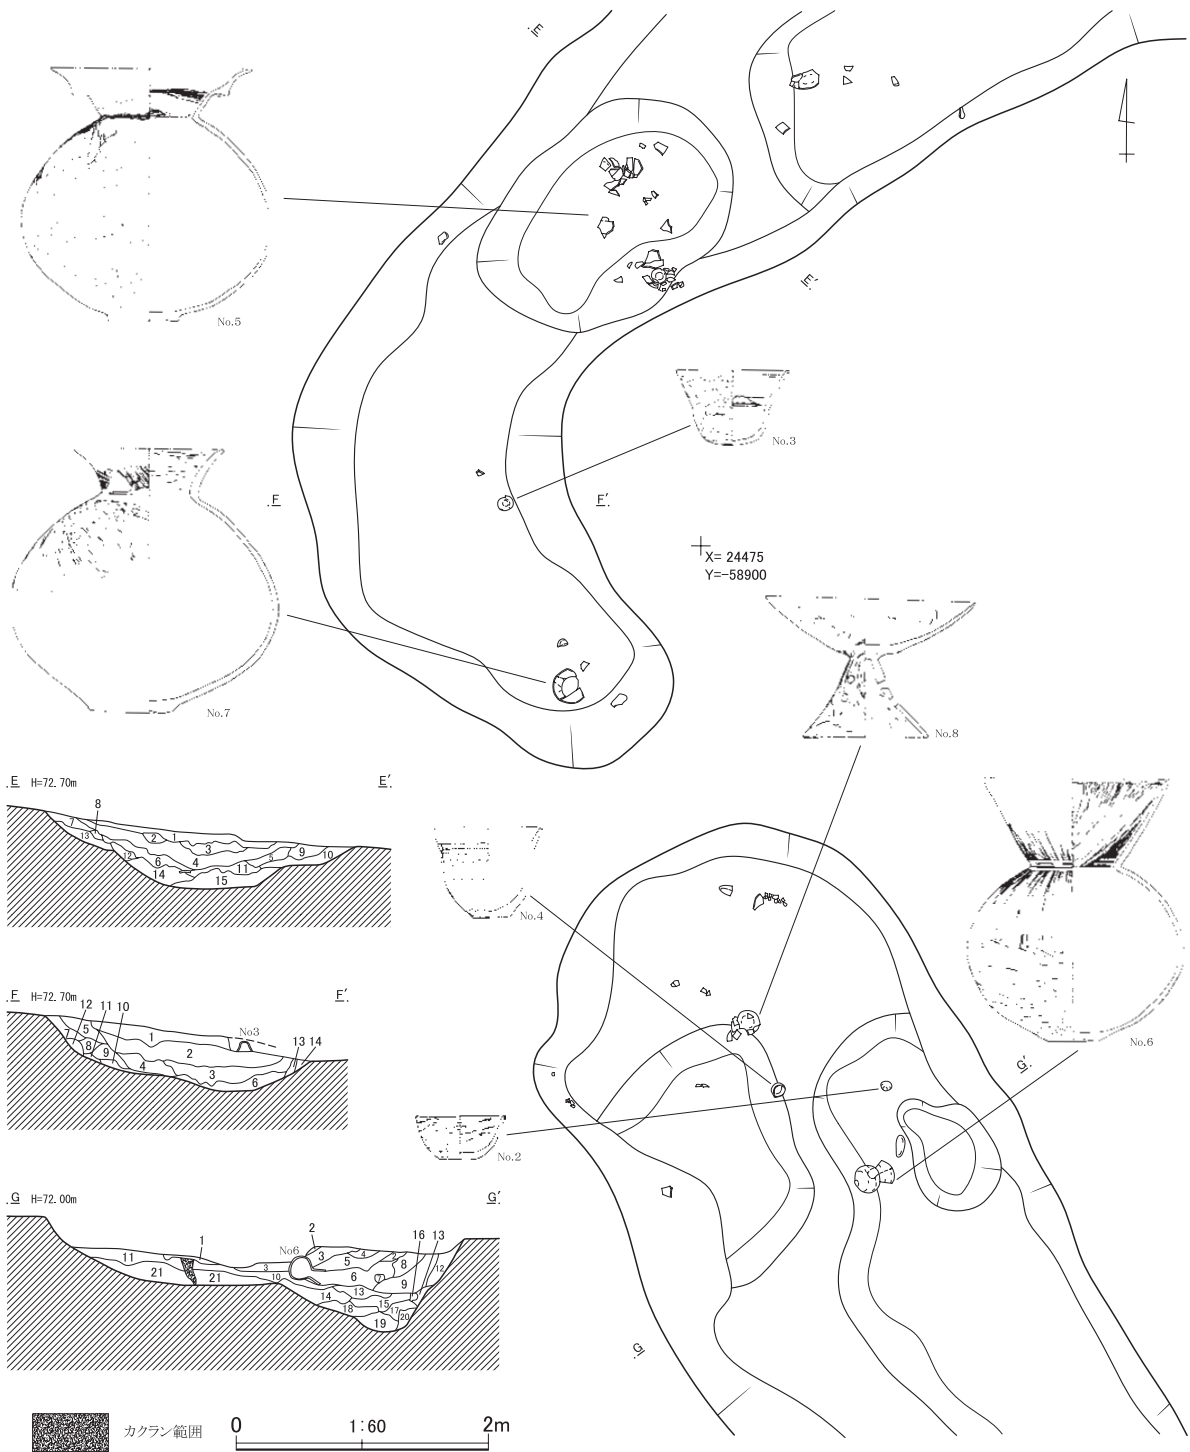 E
No.5
E′
No.3
F
F′
X= 24475
Y=-58900
No.7
No.8
E H=72.70m E′
8
7 13 2 1 3
12 6 4 5 9 10
14 11
15
No.4
No.6
F H=72.70m F′
12 11 10 No3
7 5 1 13 14
8 9 2
4 3 6
G′
No.2
G H=72.00m G′
1 2 16 13
No6
11 3 3 4 2
21 21 10 5 8 12
6 7 9
14 13
18 15 17 20
19
G
カクラン範囲
0 1:60 2m